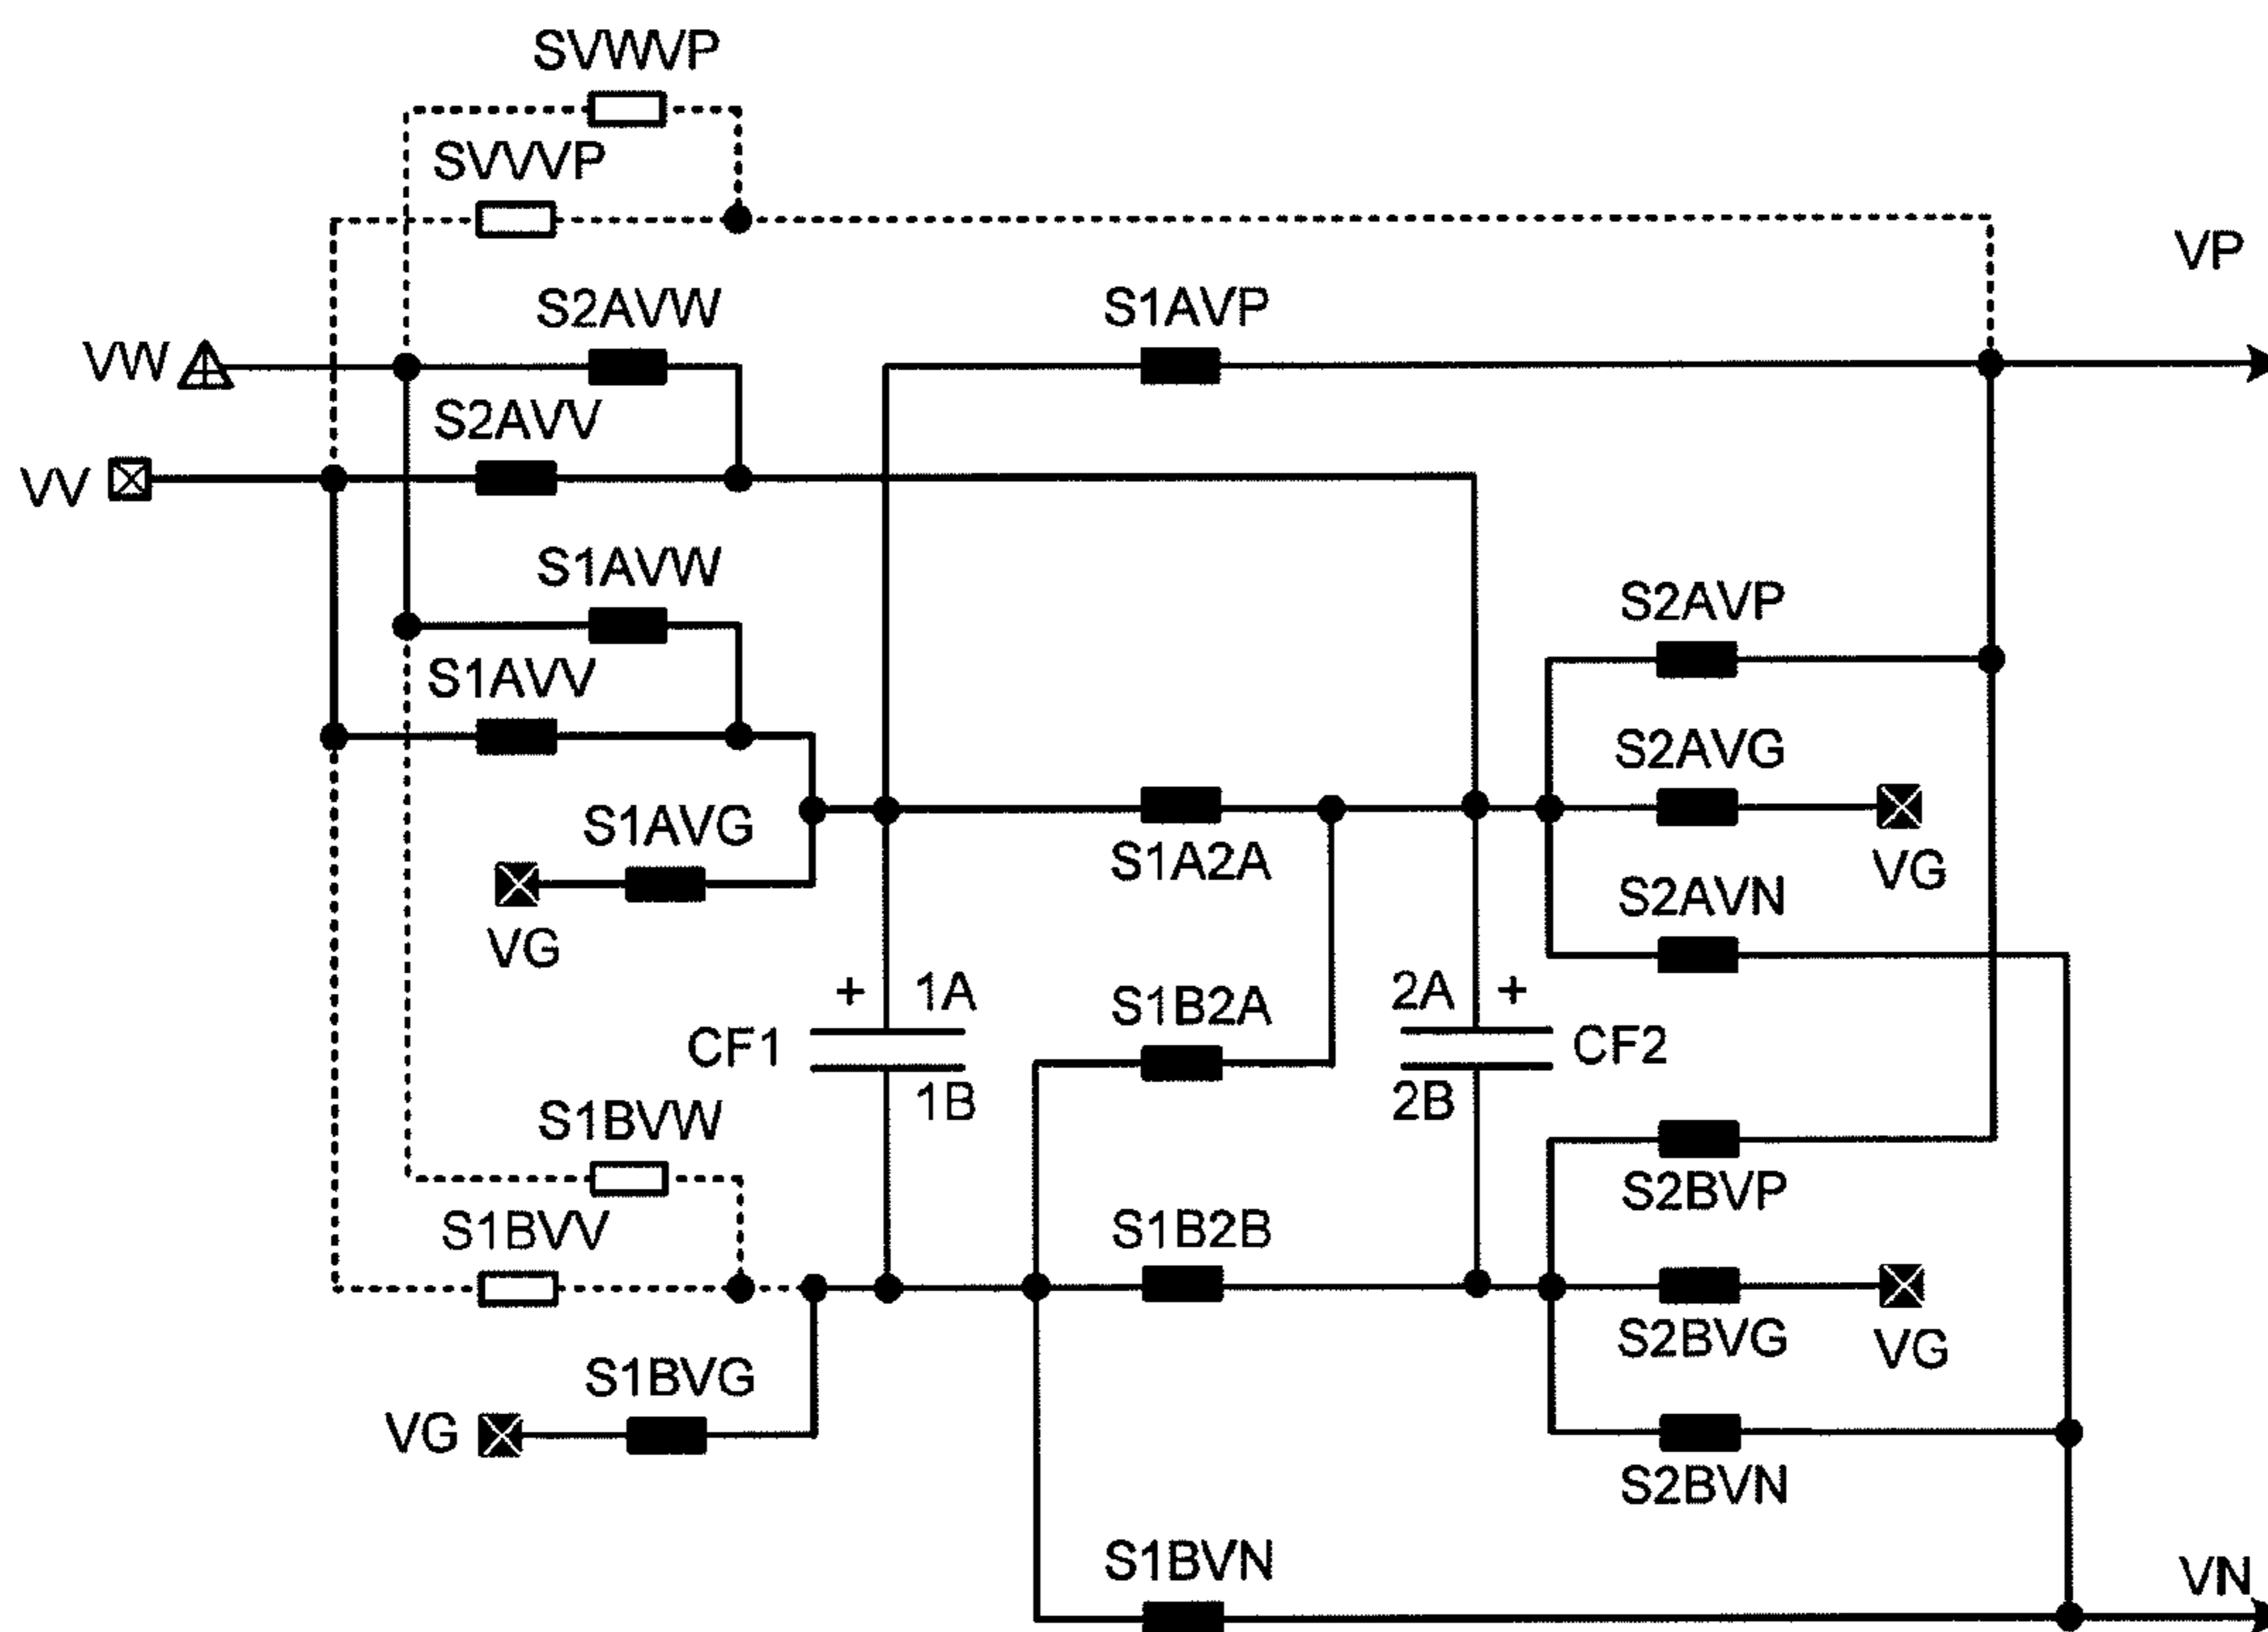 SVWVP
SVVVP
VP
S2AVW
S1AVP
VW
S2AVV
VV
S1AVW
S2AVP
S1AVV
S2AVG
S1AVG
S1A2A
VG
S2AVN
VG
+ 1A
2A +
S1B2A
CF1
CF2
1B
2B
S1BVW
S2BVP
S1BVV
S1B2B
S2BVG
VG
S1BVG
VG
S2BVN
S1BVN
VN